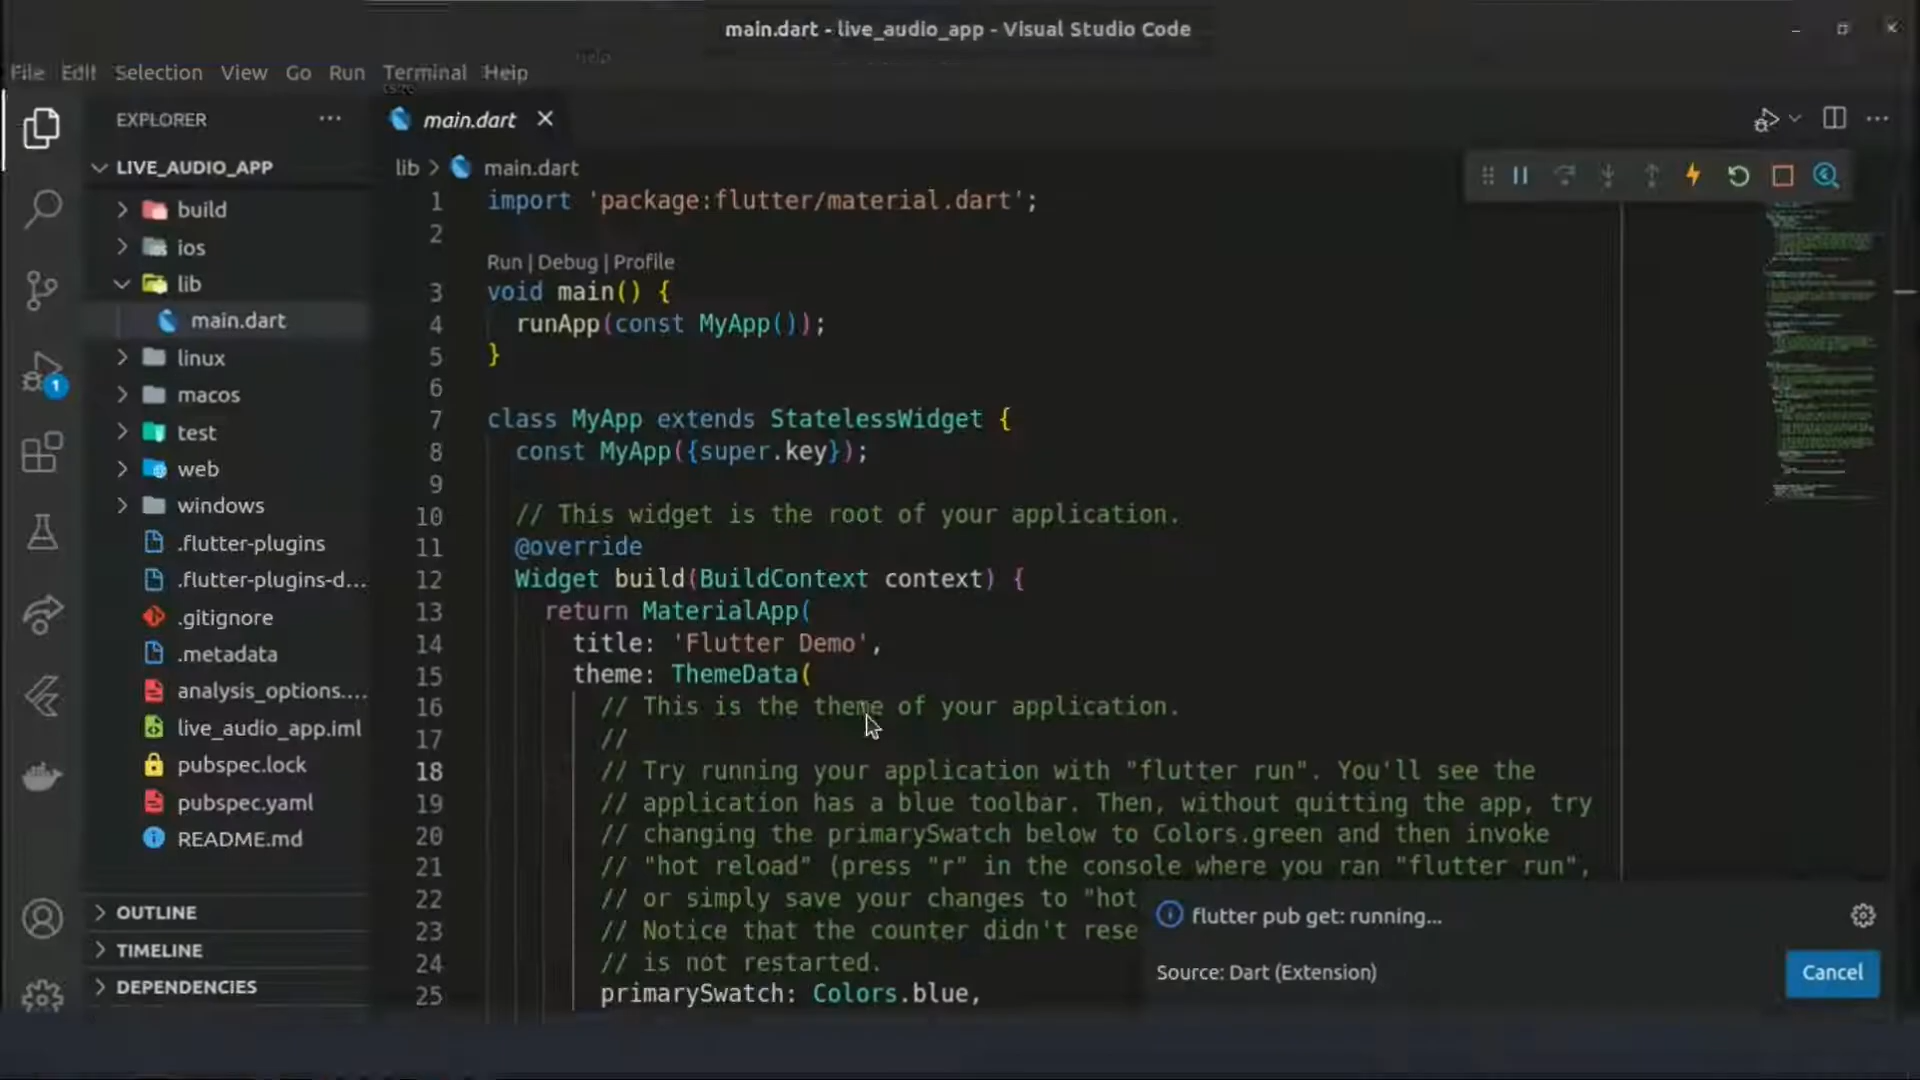 main.dart - live_audio_app - Visual Studio Code
File Edit Selection View Go Run Terminal Help
EXPLORER
LIVE_AUDIO_APP
build
ios
lib
main.dart
linux
macos
test
web
windows
.flutter-plugins
.flutter-plugins-d...
.gitignore
.metadata
analysis_options....
live_audio_app.iml
pubspec.lock
pubspec.yaml
README.md
OUTLINE
TIMELINE
DEPENDENCIES
1
main.dart
lib > main.dart
1 import 'package:flutter/material.dart';
2
Run | Debug | Profile
3 void main() {
4 runApp(const MyApp());
5 }
6
7 class MyApp extends StatelessWidget {
8 const MyApp({super.key});
9
10 // This widget is the root of your application.
11 @override
12 Widget build(BuildContext context) {
13 return MaterialApp(
14 title: 'Flutter Demo',
15 theme: ThemeData(
16 // This is the theme of your application.
17 //
18 // Try running your application with "flutter run". You'll see the
19 // application has a blue toolbar. Then, without quitting the app, try
20 // changing the primarySwatch below to Colors.green and then invoke
21 // "hot reload" (press "r" in the console where you ran "flutter run",
22 // or simply save your changes to "hot
23 // Notice that the counter didn't rese
24 // is not restarted.
25 primarySwatch: Colors.blue,
flutter pub get: running...
Source: Dart (Extension)
Cancel